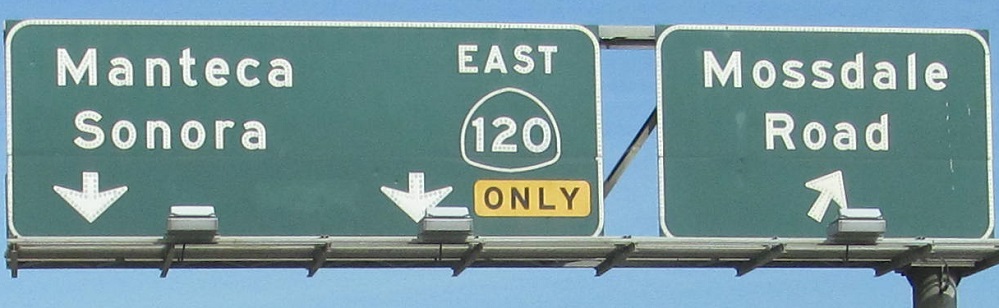 Manteca
Sonora
EAST
120
ONLY
Mossdale
Road